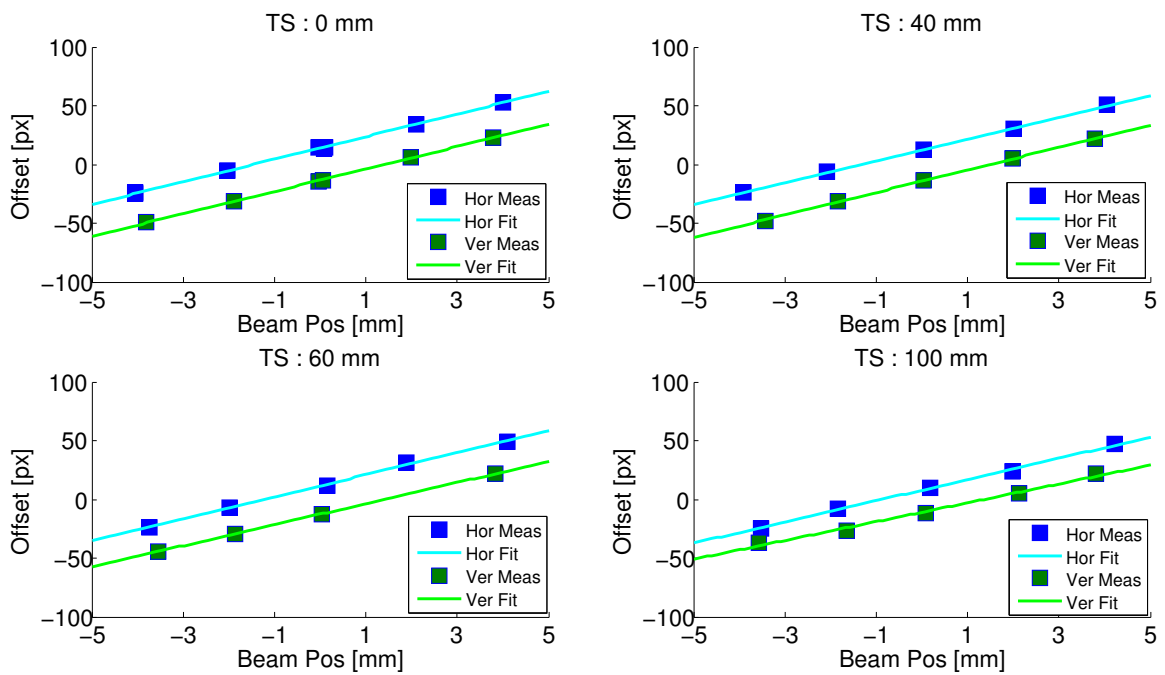 TS : 0 mm
100
50
0
−50
−100
Offset [px]
−5 −3 −1 1 3 5
Beam Pos [mm]
Hor Meas
Hor Fit
Ver Meas
Ver Fit
TS : 40 mm
100
50
0
−50
−100
Offset [px]
−5 −3 −1 1 3 5
Beam Pos [mm]
Hor Meas
Hor Fit
Ver Meas
Ver Fit
TS : 60 mm
100
50
0
−50
−100
Offset [px]
−5 −3 −1 1 3 5
Beam Pos [mm]
Hor Meas
Hor Fit
Ver Meas
Ver Fit
TS : 100 mm
100
50
0
−50
−100
Offset [px]
−5 −3 −1 1 3 5
Beam Pos [mm]
Hor Meas
Hor Fit
Ver Meas
Ver Fit